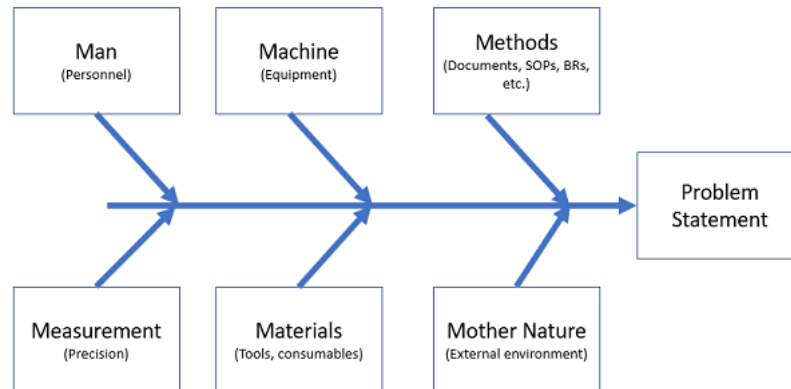 Man
(Personnel)
Machine
(Equipment)
Methods
(Documents, SOPs, BRs,
etc.)
Problem
Statement
Measurement
(Precision)
Materials
(Tools, consumables)
Mother Nature
(External environment)